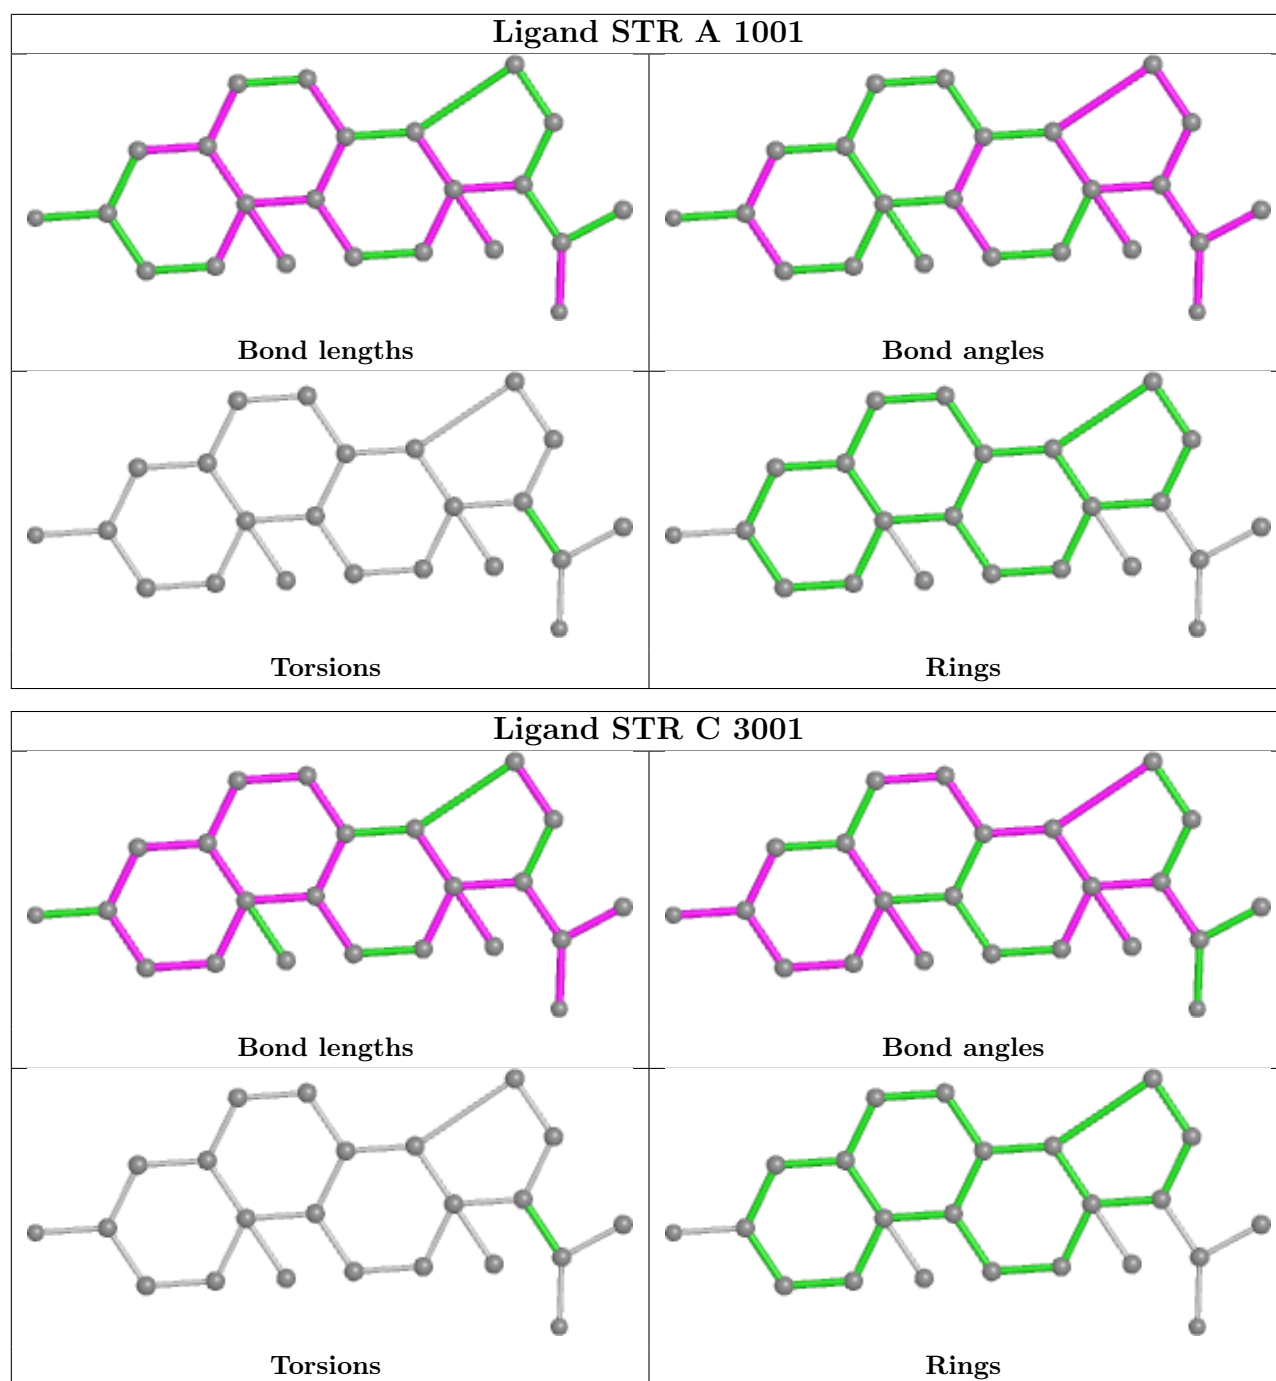 Ligand STR A 1001
Bond lengths
Bond angles
Torsions
Rings
Ligand STR C 3001
Bond lengths
Bond angles
Torsions
Rings